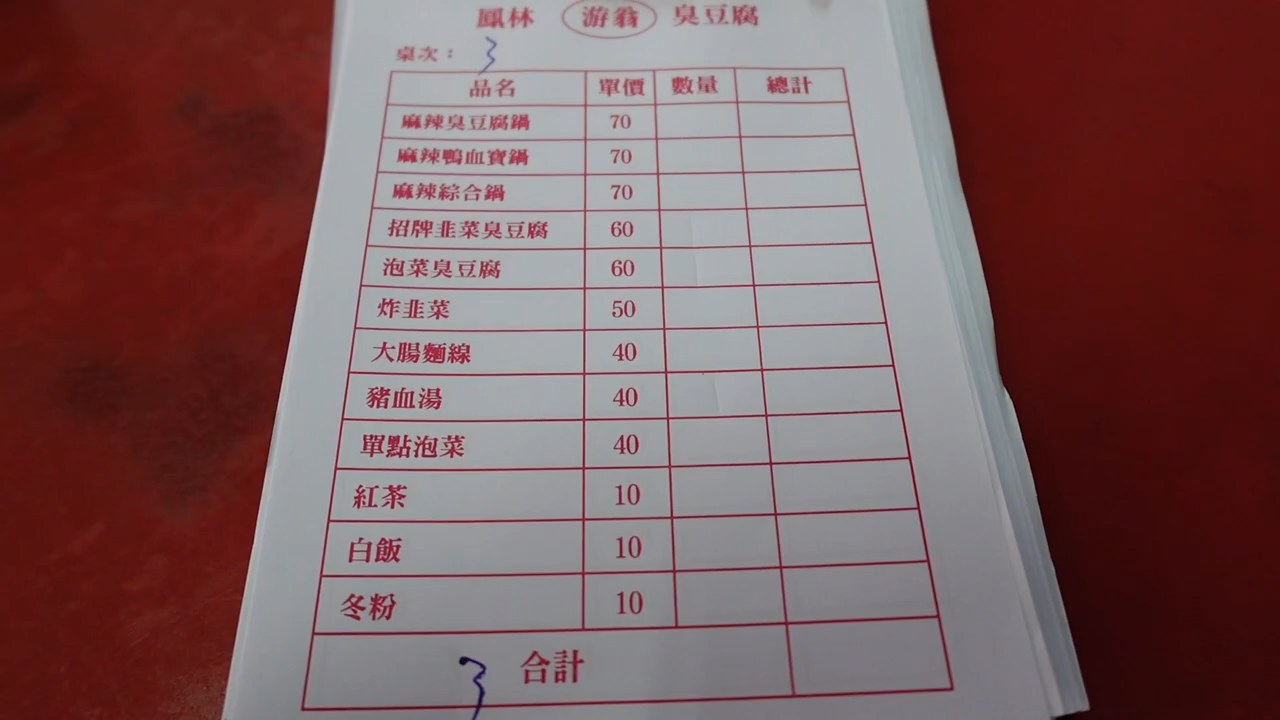 鳳林 游翁 臭豆腐
桌次： 3
品名 單價 數量 總計
麻辣臭豆腐鍋 70
麻辣鴨血寶鍋 70
麻辣綜合鍋 70
招牌韭菜臭豆腐 60
泡菜臭豆腐 60
炸韭菜 50
大腸麵線 40
豬血湯 40
單點泡菜 40
紅茶 10
白飯 10
冬粉 10
3 合計